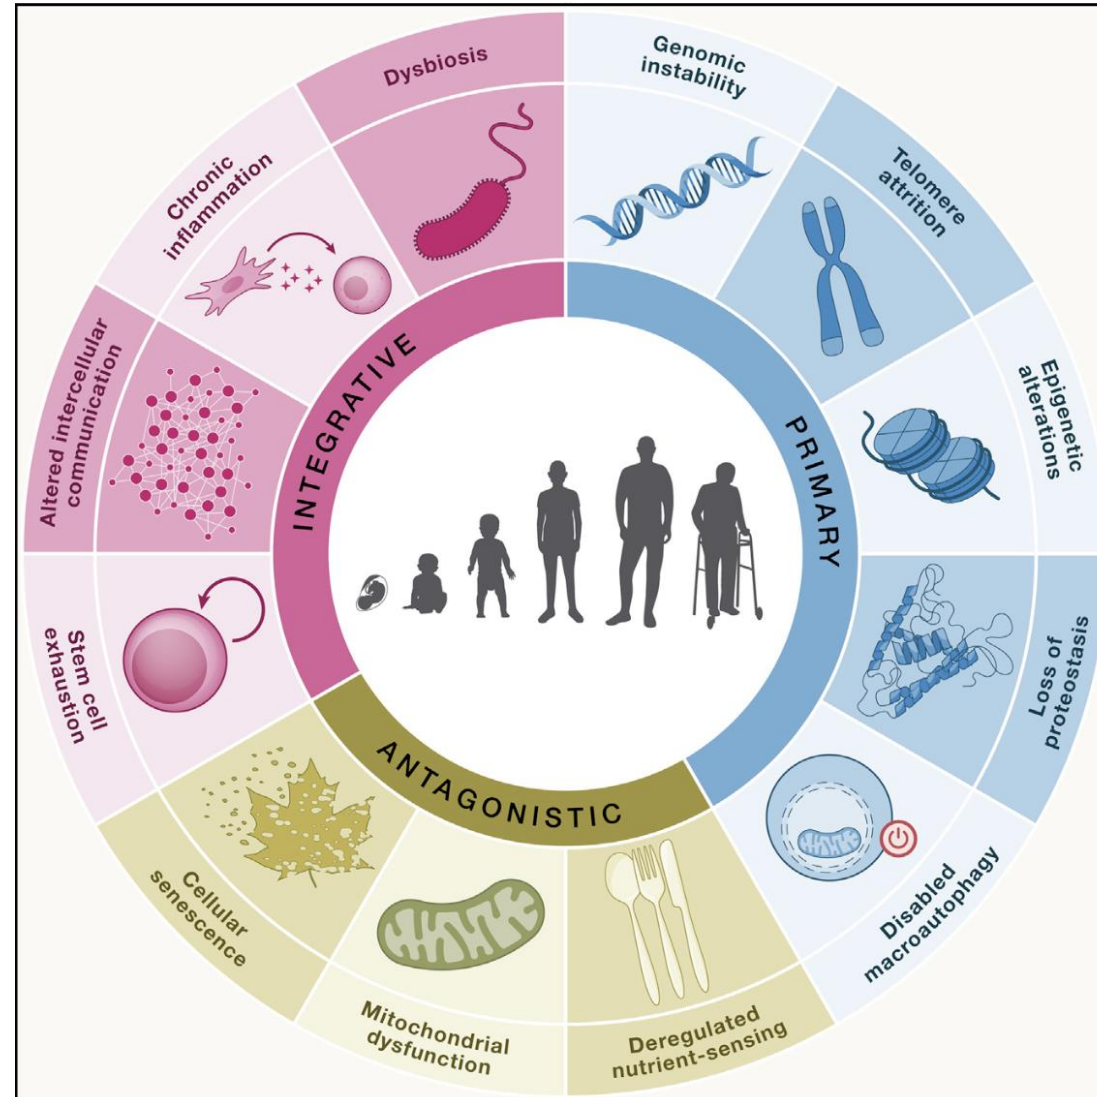 Genomic
instability
Telomere
attrition
Epigenetic
alterations
Loss of
proteostasis
Disabled
macroautophagy
Deregulated
nutrient-sensing
Mitochondrial
dysfunction
Cellular
senescence
Stem cell
exhaustion
Altered intercellular
communication
Chronic
inflammation
Dysbiosis
PRIMARY
ANTAGONISTIC
INTEGRATIVE